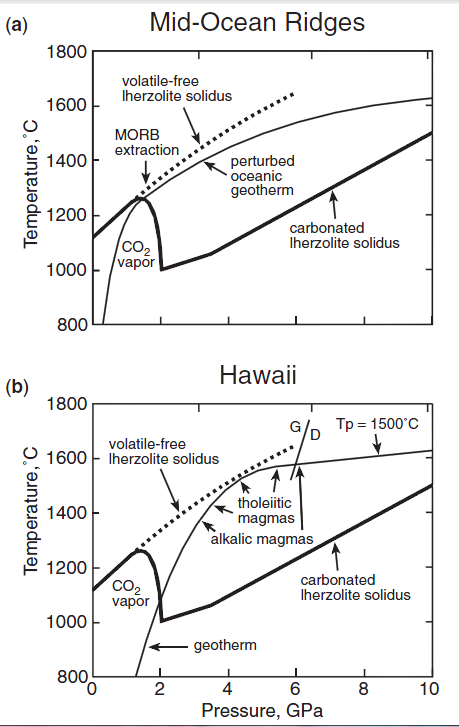 (a) Mid-Ocean Ridges
1800
1600
1400
1200
1000
800
Temperature,°C
volatile-free
lherzolite solidus
MORB
extraction
perturbed
oceanic
geotherm
CO2
vapor
carbonated
lherzolite solidus
(b) Hawaii
1800
1600
1400
1200
1000
800
Temperature,°C
G D
Tp = 1500°C
volatile-free
lherzolite solidus
tholeiitic
magmas
alkalic magmas
CO2
vapor
carbonated
lherzolite solidus
geotherm
0 2 4 6 8 10
Pressure, GPa